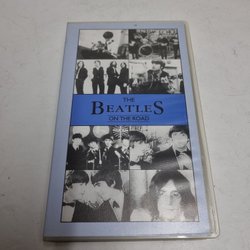 THE
BEATLES
ON THE ROAD